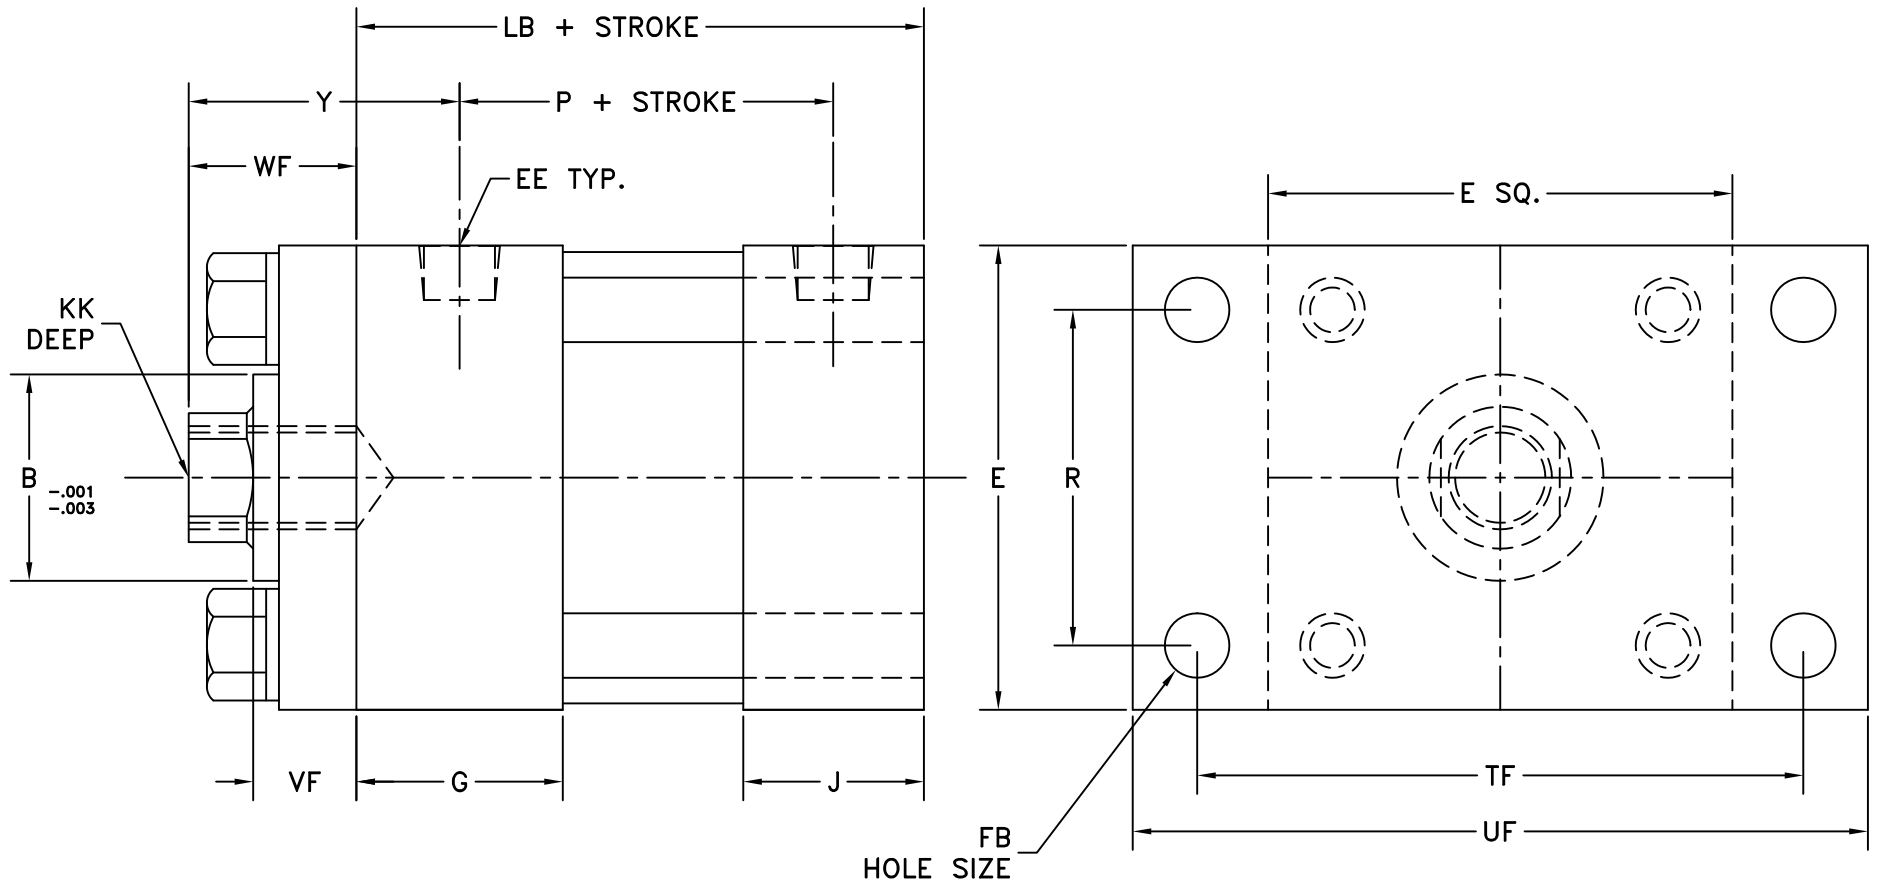 LB + STROKE
Y
P + STROKE
WF
EE TYP.
E SQ.
KK
DEEP
B -.001
-.003
E
R
VF
G
J
TF
UF
FB
HOLE SIZE